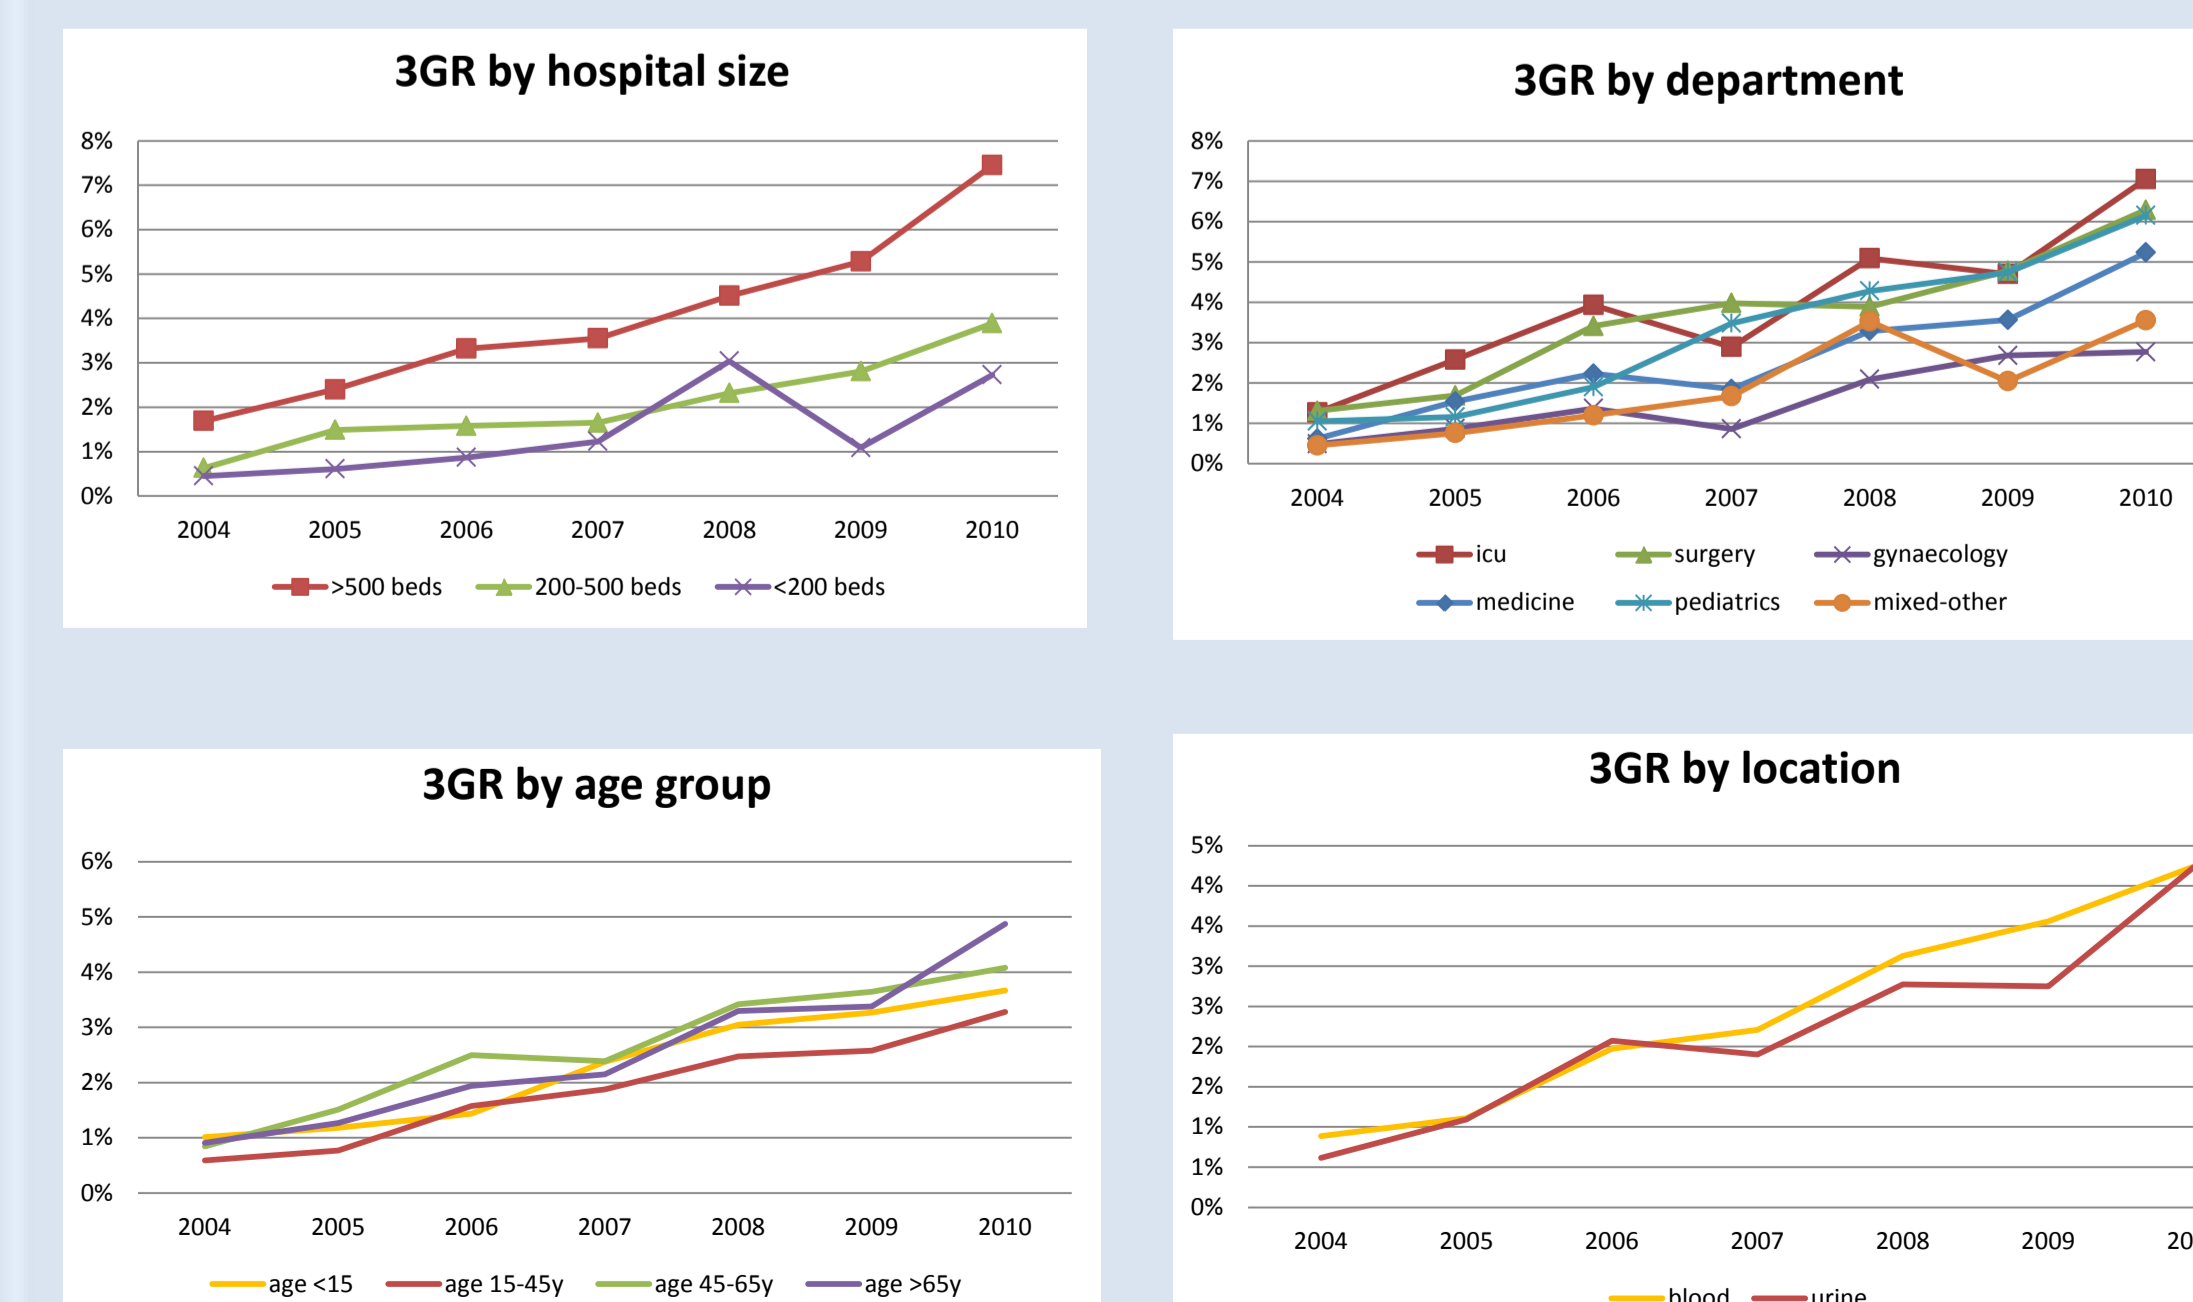 3GR by hospital size
8%
7%
6%
5%
4%
3%
2%
1%
0%
2004 2005 2006 2007 2008 2009 2010
>500 beds 200-500 beds <200 beds
3GR by department
8%
7%
6%
5%
4%
3%
2%
1%
0%
2004 2005 2006 2007 2008 2009 2010
icu surgery gynaecology
medicine pediatrics mixed-other
3GR by age group
6%
5%
4%
3%
2%
1%
0%
2004 2005 2006 2007 2008 2009 2010
age <15 age 15-45y age 45-65y age >65y
3GR by location
5%
4%
4%
3%
3%
2%
2%
1%
1%
0%
2004 2005 2006 2007 2008 2009 20
blood urine